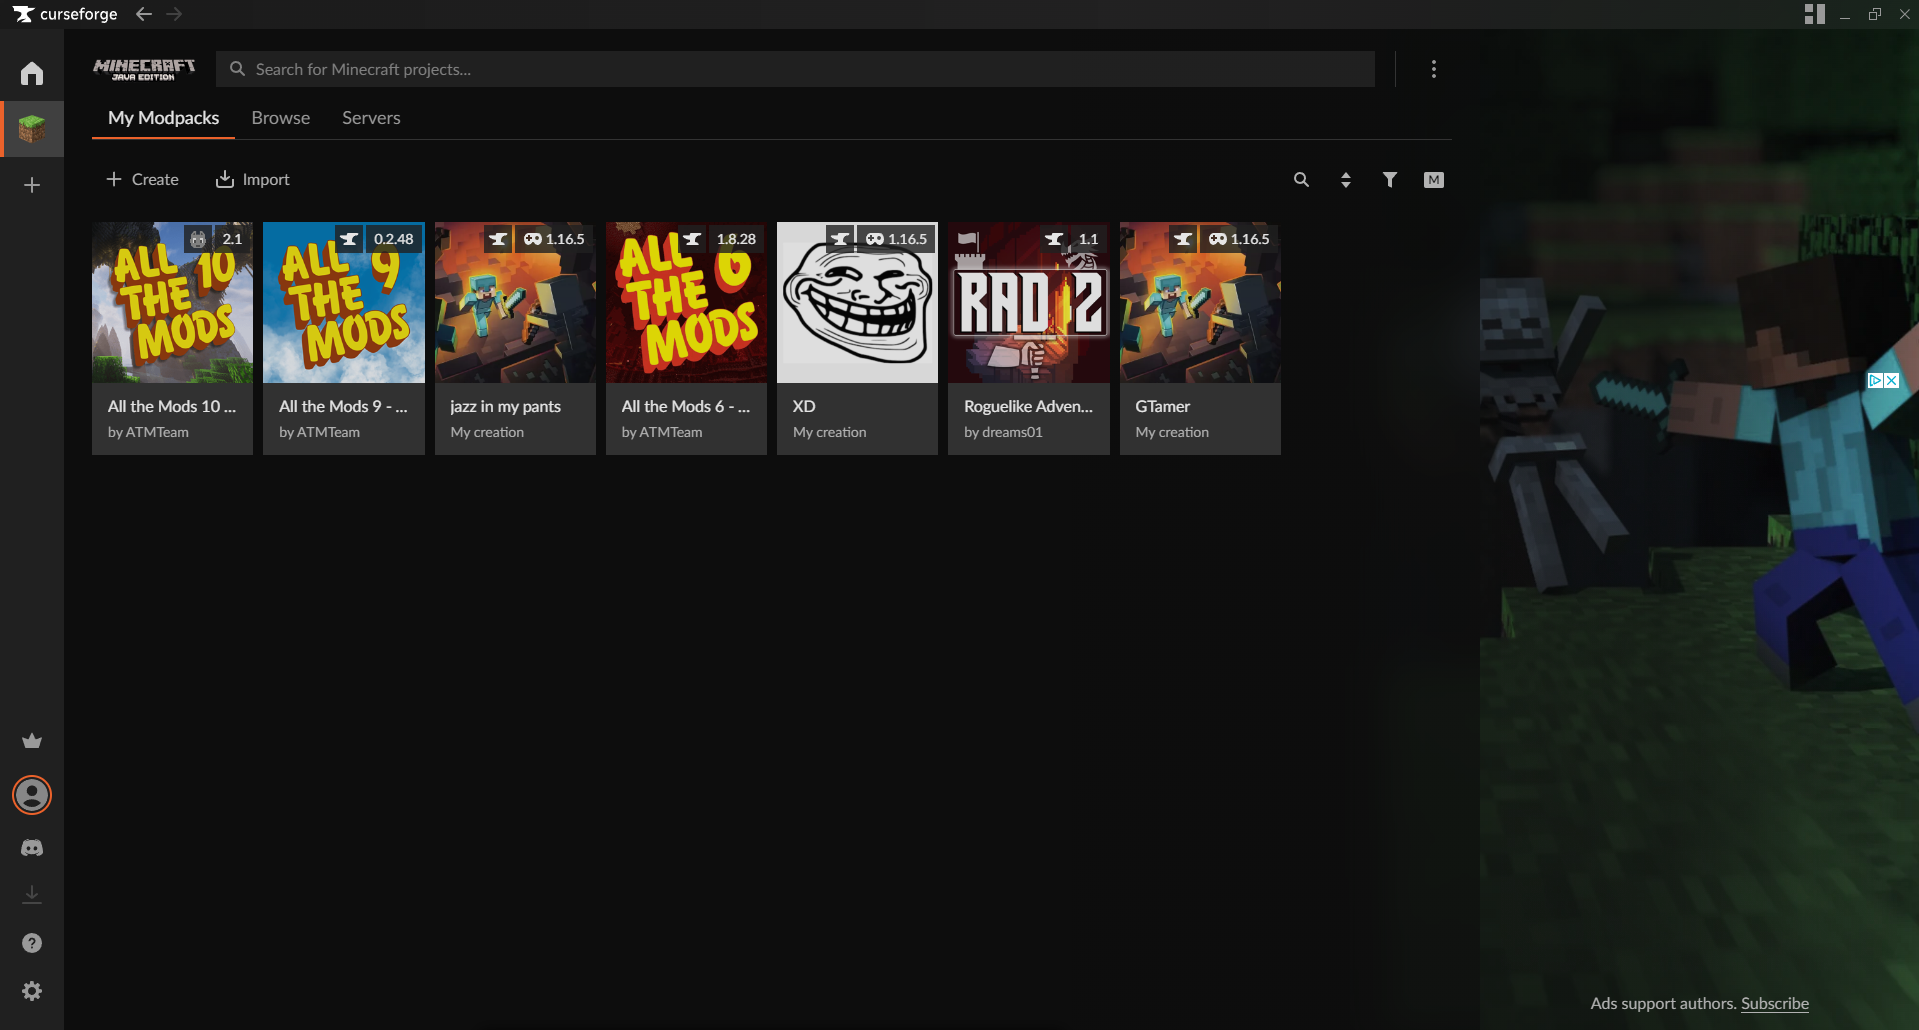 curseforge
MINECRAFT
JAVA EDITION
Search for Minecraft projects...
My Modpacks
Browse
Servers
Create
Import
M
2.1
ALL THE 10 MODS
All the Mods 10 ...
by ATMTeam
0.2.48
ALL THE 9 MODS
All the Mods 9 - ...
by ATMTeam
1.16.5
jazz in my pants
My creation
1.8.28
ALL THE 6 MODS
All the Mods 6 - ...
by ATMTeam
1.16.5
XD
My creation
1.1
RAD 2
Roguelike Adven...
by dreams01
1.16.5
GTamer
My creation
Ads support authors. Subscribe